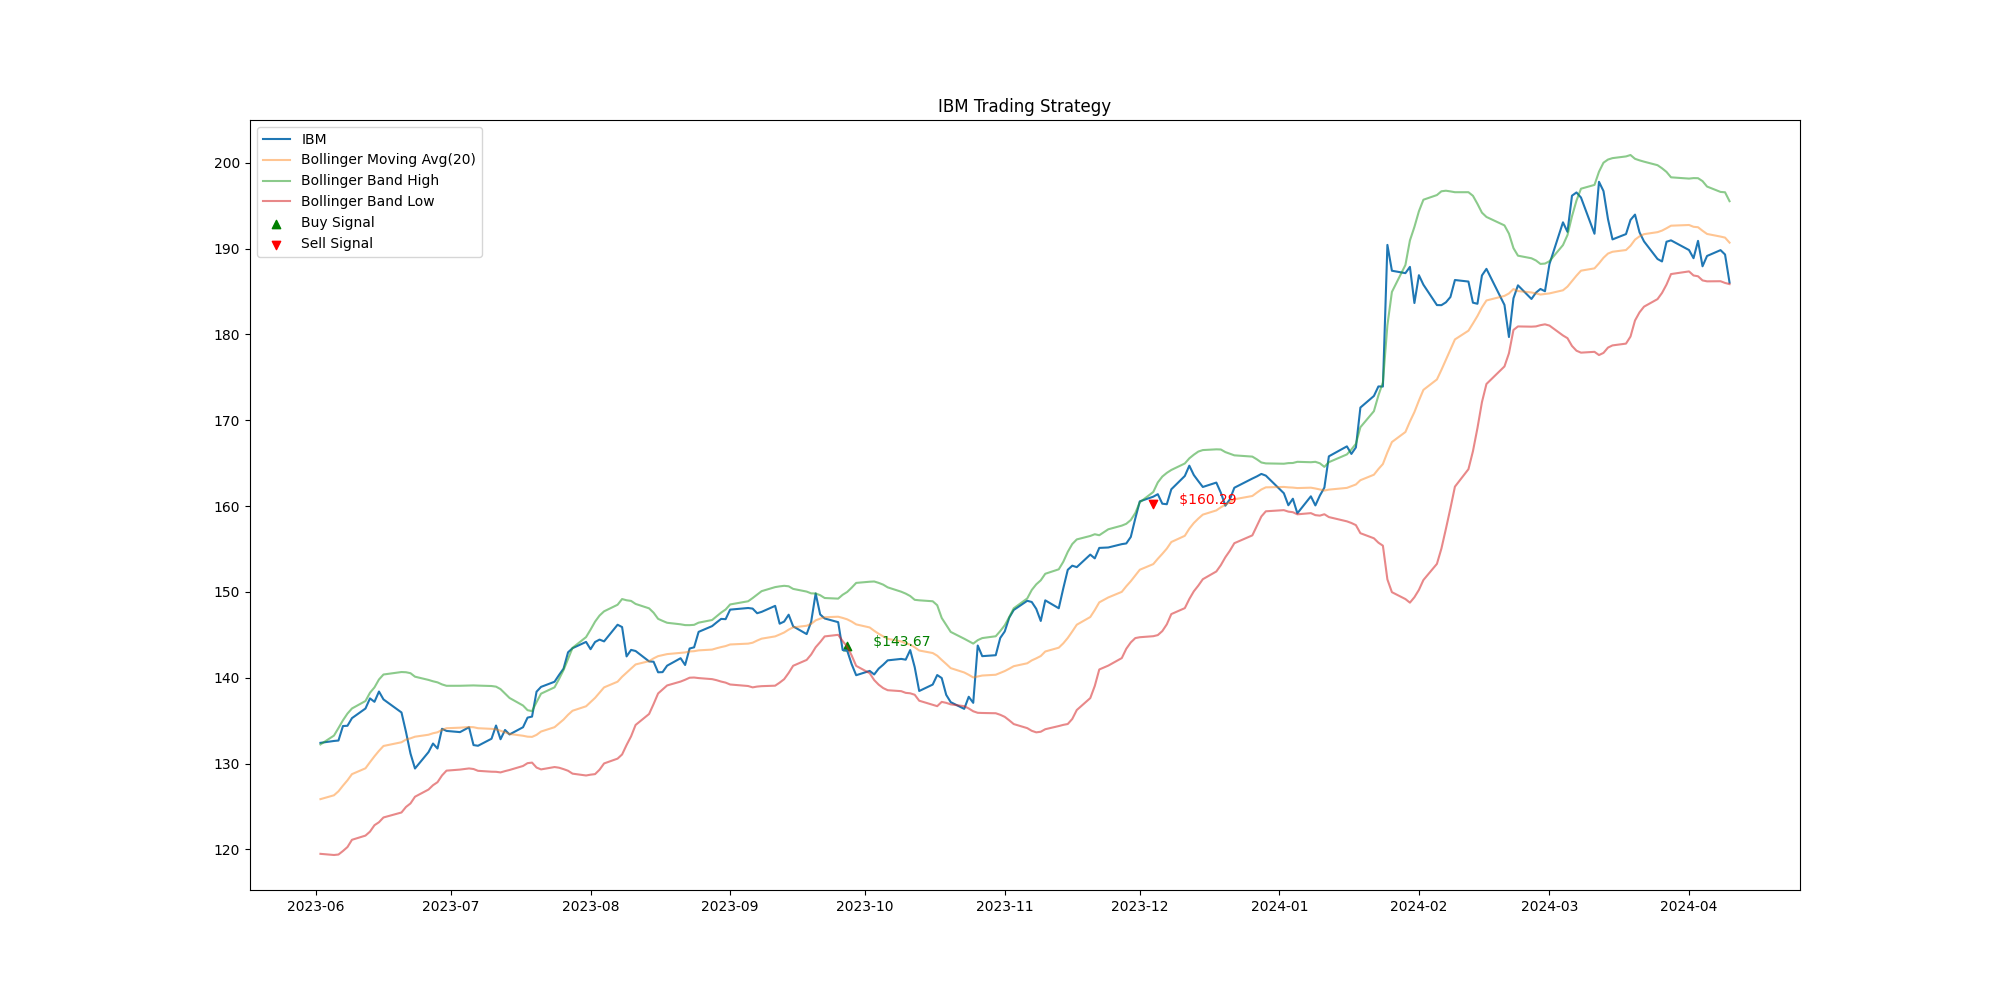 IBM Trading Strategy
IBM
Bollinger Moving Avg(20)
Bollinger Band High
Bollinger Band Low
Buy Signal
Sell Signal
200
190
180
170
160
150
140
130
120
$160.29
$143.67
2023-06 2023-07 2023-08 2023-09 2023-10 2023-11 2023-12 2024-01 2024-02 2024-03 2024-04